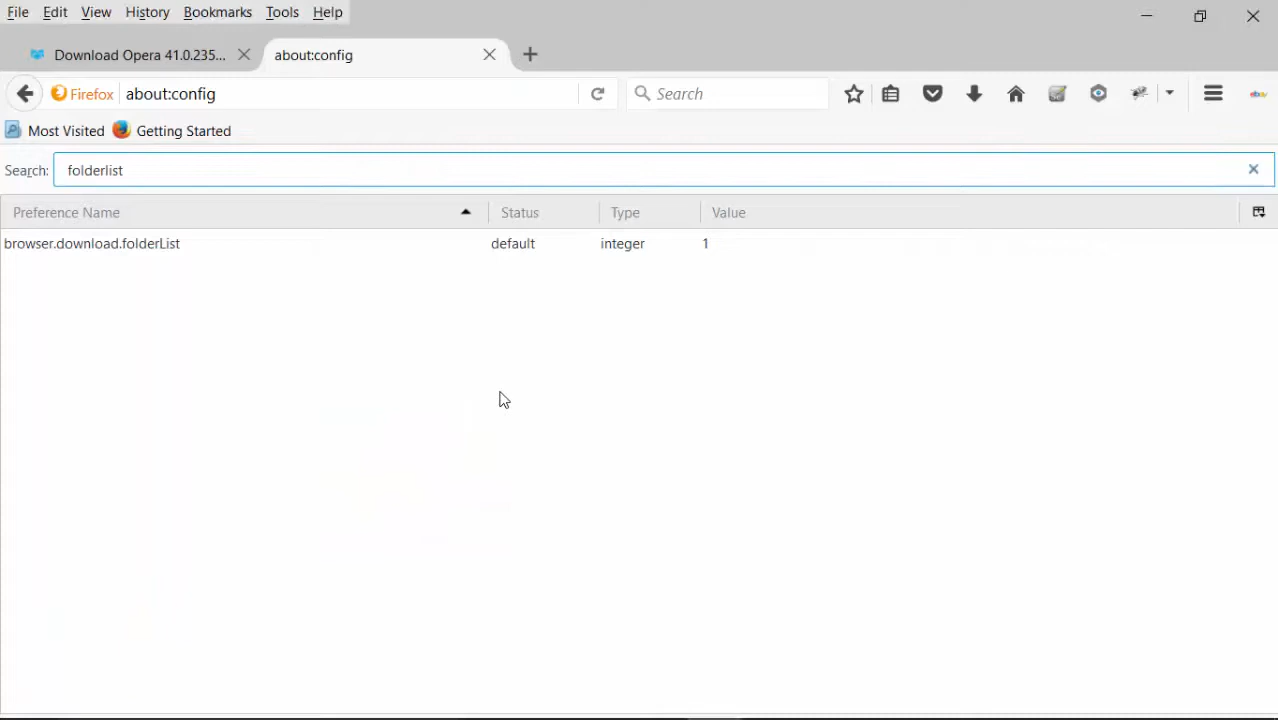 File Edit View History Bookmarks Tools Help
Download Opera 41.0.235... about:config
Firefox about:config Search ebay
Most Visited Getting Started
Search: folderlist
Preference Name Status Type Value
browser.download.folderList default integer 1